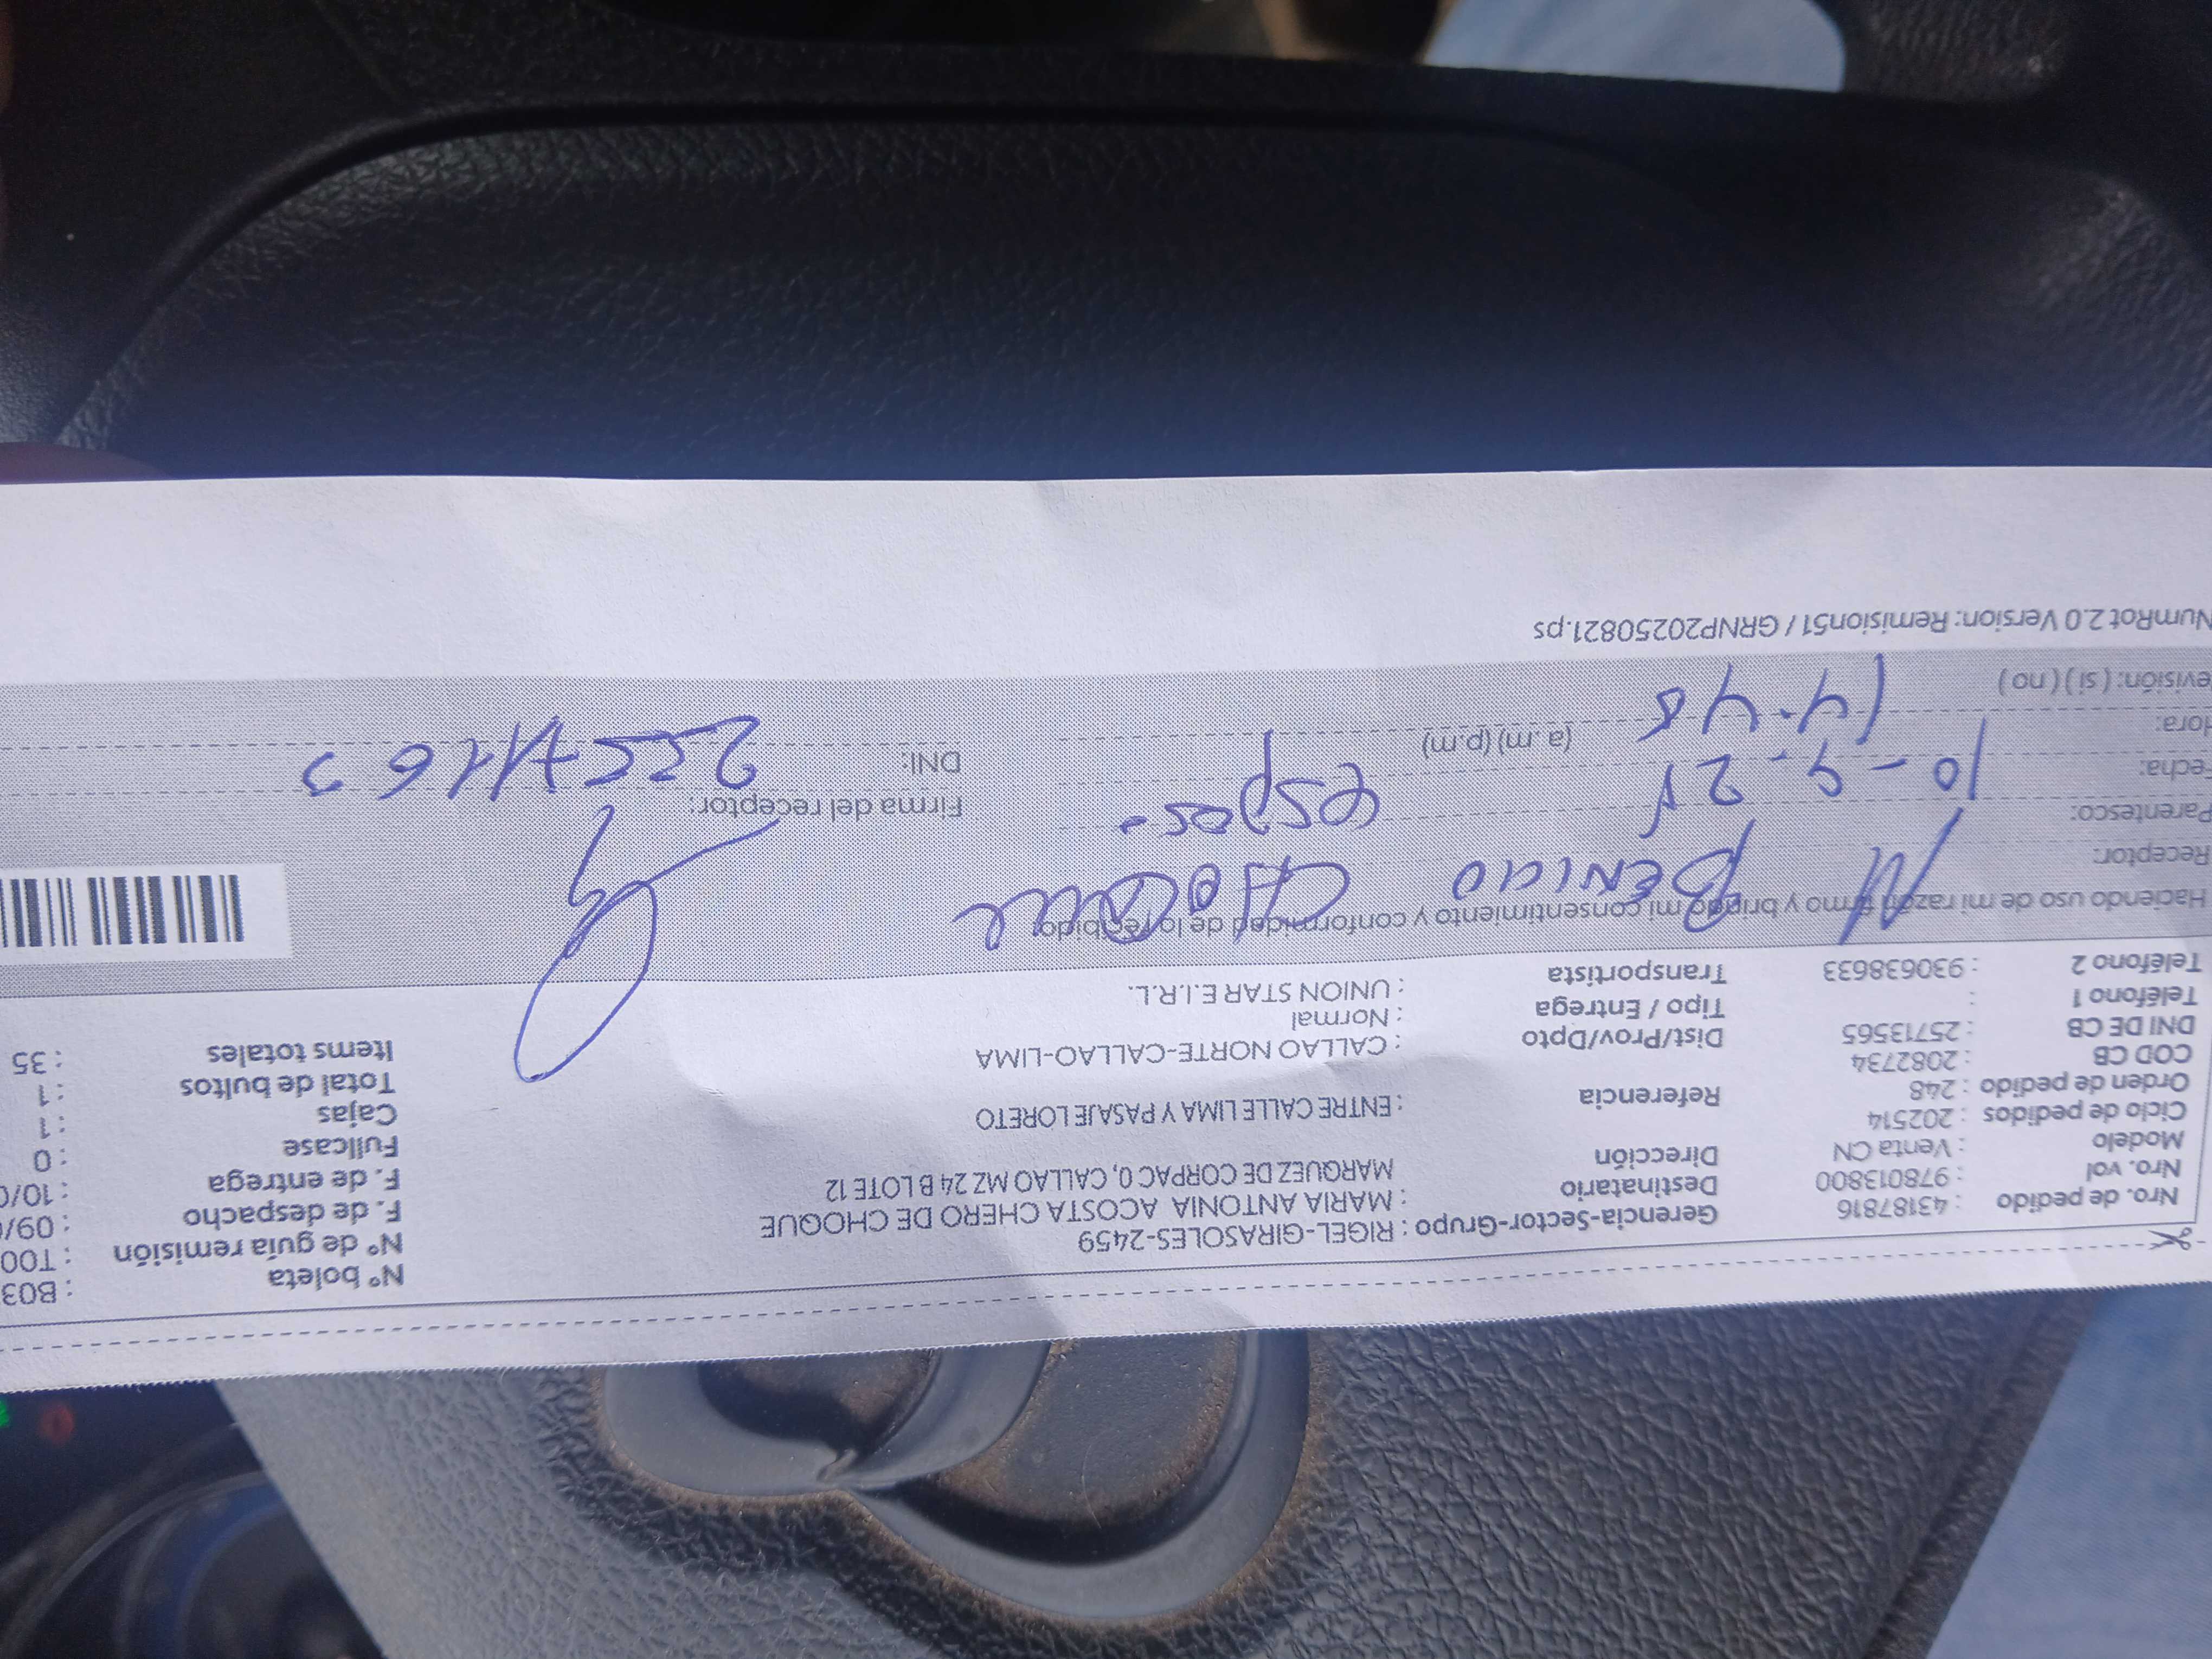 Nº boleta : B03
Nº de guía remisión : T00
F. de despacho : 09/
F. de entrega : 10/0
Fullcase : 0
Cajas : 1
Total de bultos : 1
Items totales : 35
Gerencia-Sector-Grupo : RIGEL-GIRASOLES-2459
Destinatario : MARIA ANTONIA ACOSTA CHERO DE CHOQUE
Dirección MARQUEZ DE CORPAC 0, CALLAO MZ 24 B LOTE 12
Referencia : ENTRE CALLE LIMA Y PASAJE LORETO
Dist/Prov/Dpto : CALLAO NORTE-CALLAO-LIMA
Tipo / Entrega : Normal
Transportista : UNION STAR E.I.R.L.
Nro. de pedido : 43187816
Nro. vol : 978013800
Modelo : Venta CN
Ciclo de pedidos : 202514
Orden de pedido : 248
COD CB : 2082734
DNI DE CB : 25713565
Teléfono 1 :
Teléfono 2 : 930638633
Haciendo uso de mi razón firmo y brindo mi consentimiento y conformidad de lo recibido
Receptor: BENICIO CHOQUE
Parentesco: esposo
Fecha: 10-9-25
Hora: 14.45 (a.m) (p.m)
evisión: ( si ) ( no )
Firma del receptor:
DNI:
NumRot 2.0 Version: Remision51 / GRNP20250821.ps